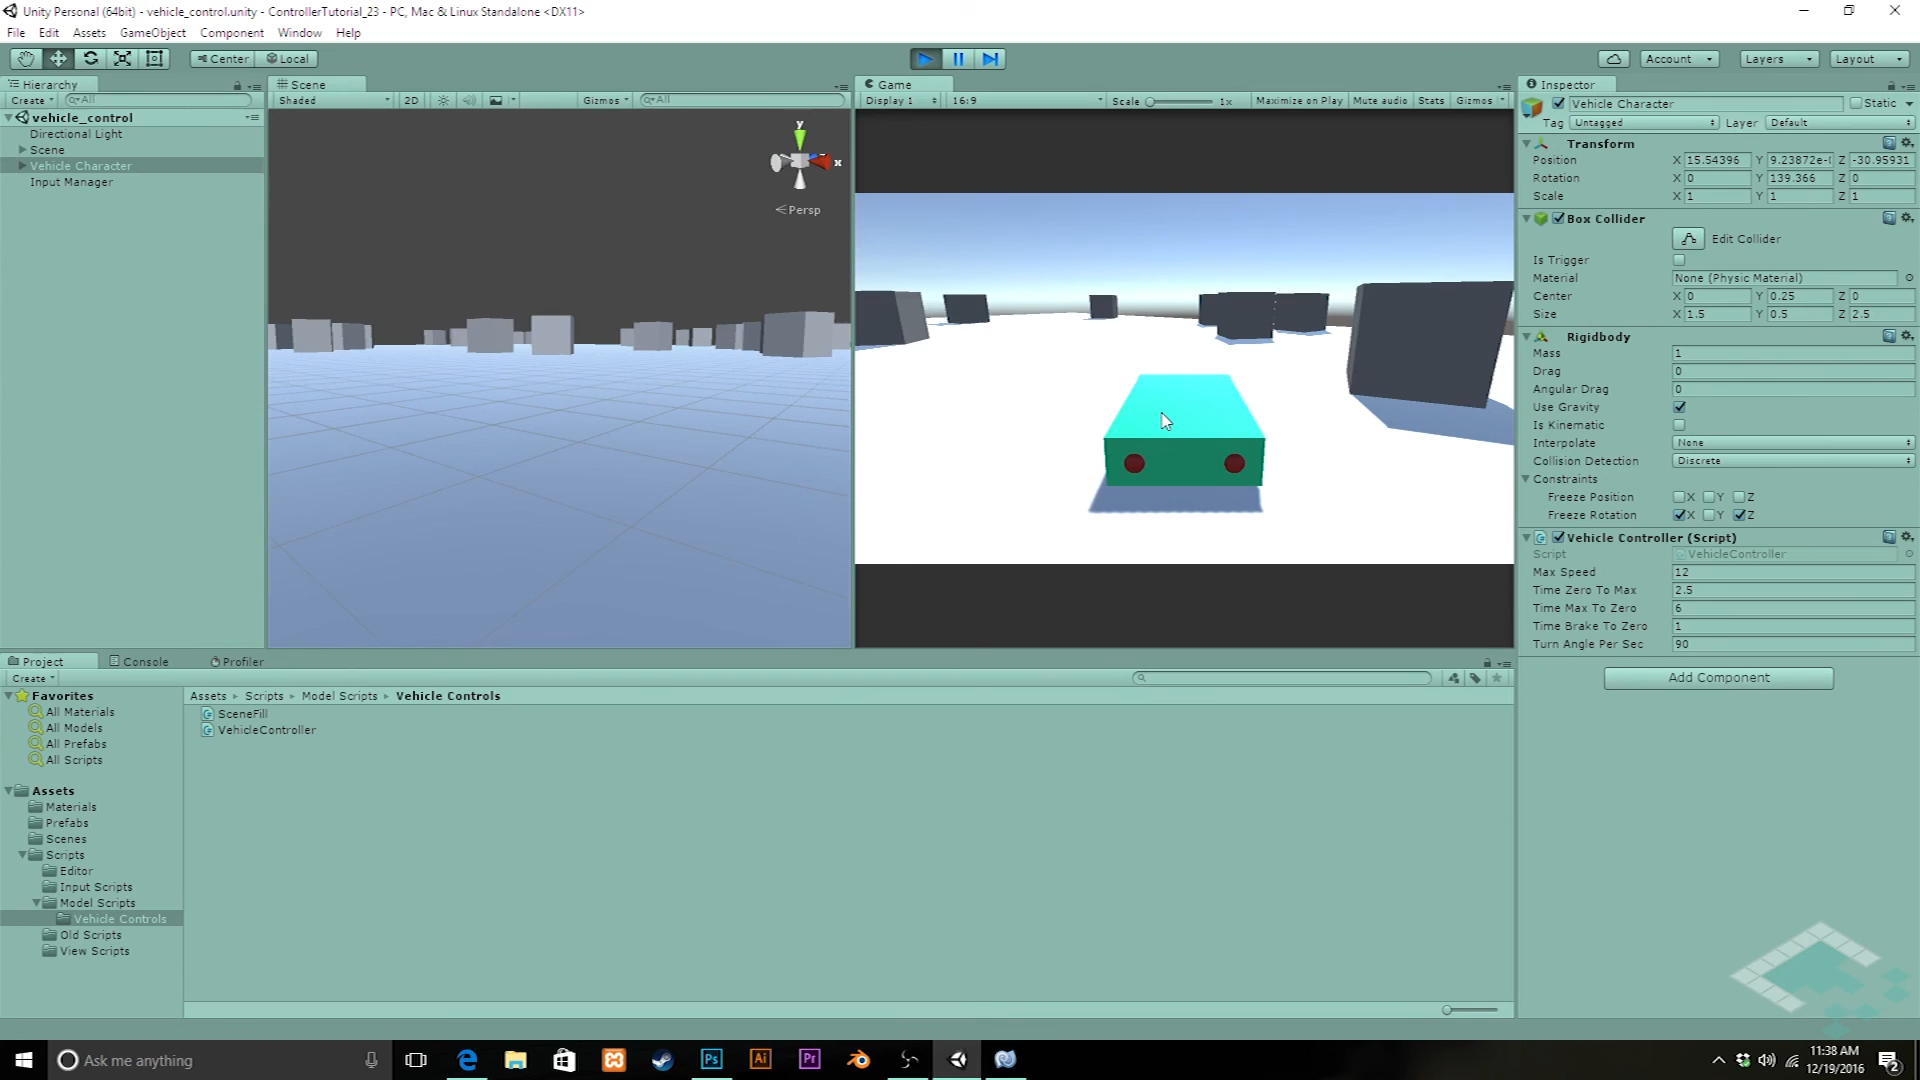 Unity Personal (64bit) - vehicle_control.unity - ControllerTutorial_23 - PC, Mac & Linux Standalone <DX11>
File Edit Assets GameObject Component Window Help
Center Local
Account Layers Layout
Hierarchy
Create All
vehicle_control
Directional Light
Scene
Vehicle Character
Input Manager
Scene
Shaded 2D Gizmos All
y
x
Persp
Game
Display 1 16:9 Scale 1x Maximize on Play Mute audio Stats Gizmos
Inspector
Vehicle Character Static
Tag Untagged Layer Default
Transform
Position X 15.54396 Y 9.23872e-( Z -30.95931
Rotation X 0 Y 139.366 Z 0
Scale X 1 Y 1 Z 1
Box Collider
Edit Collider
Is Trigger
Material None (Physic Material)
Center X 0 Y 0.25 Z 0
Size X 1.5 Y 0.5 Z 2.5
Rigidbody
Mass 1
Drag 0
Angular Drag 0
Use Gravity
Is Kinematic
Interpolate None
Collision Detection Discrete
Constraints
Freeze Position X Y Z
Freeze Rotation X Y Z
Vehicle Controller (Script)
Script VehicleController
Max Speed 12
Time Zero To Max 2.5
Time Max To Zero 6
Time Brake To Zero 1
Turn Angle Per Sec 90
Add Component
Project Console Profiler
Create
Favorites
All Materials
All Models
All Prefabs
All Scripts
Assets
Materials
Prefabs
Scenes
Scripts
Editor
Input Scripts
Model Scripts
Vehicle Controls
Old Scripts
View Scripts
Assets Scripts Model Scripts Vehicle Controls
SceneFill
VehicleController
Ask me anything
Ps Ai Pr
11:38 AM
12/19/2016
2